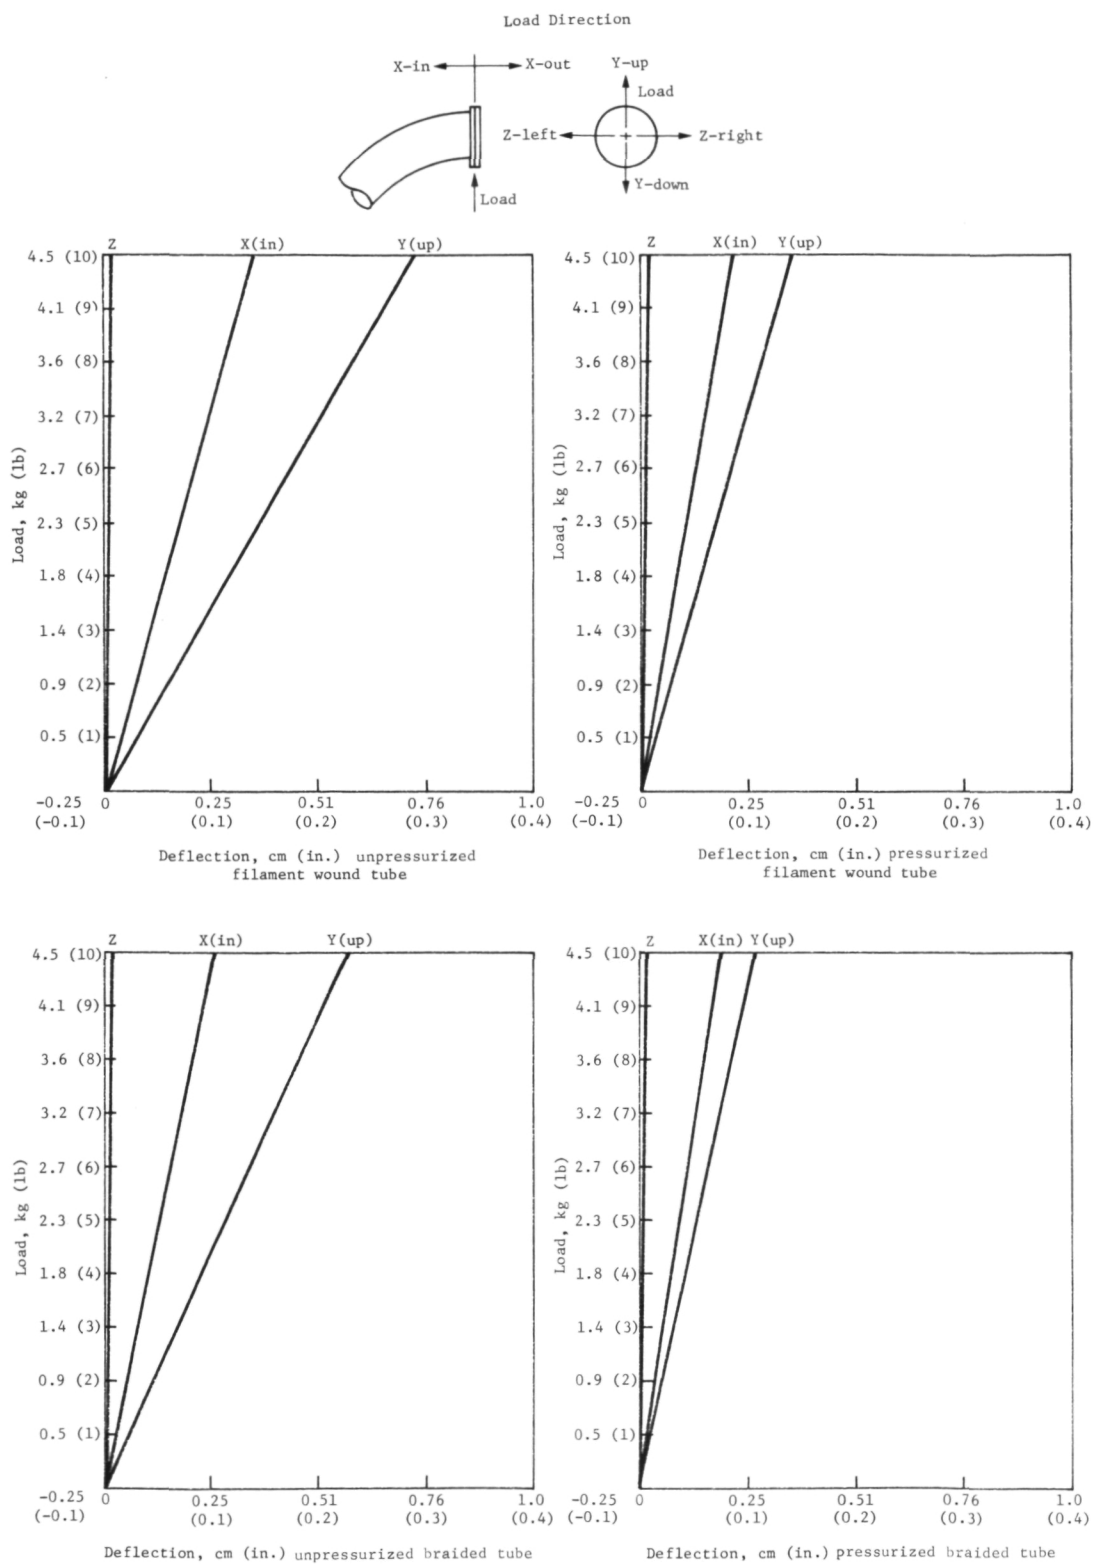 Load Direction
X-in X-out Y-up
Load
Z-left Z-right
Y-down
Load
Z X(in) Y(up)
4.5 (10)
4.1 (9)
3.6 (8)
3.2 (7)
2.7 (6)
2.3 (5)
1.8 (4)
1.4 (3)
0.9 (2)
0.5 (1)
Load, kg (lb)
-0.25 0 0.25 0.51 0.76 1.0
(-0.1) (0.1) (0.2) (0.3) (0.4)
Deflection, cm (in.) unpressurized
filament wound tube
Z X(in) Y(up)
4.5 (10)
4.1 (9)
3.6 (8)
3.2 (7)
2.7 (6)
2.3 (5)
1.8 (4)
1.4 (3)
0.9 (2)
0.5 (1)
Load, kg (lb)
-0.25 0 0.25 0.51 0.76 1.0
(-0.1) (0.1) (0.2) (0.3) (0.4)
Deflection, cm (in.) pressurized
filament wound tube
Z X(in) Y(up)
4.5 (10)
4.1 (9)
3.6 (8)
3.2 (7)
2.7 (6)
2.3 (5)
1.8 (4)
1.4 (3)
0.9 (2)
0.5 (1)
Load, kg (lb)
-0.25 0 0.25 0.51 0.76 1.0
(-0.1) (0.1) (0.2) (0.3) (0.4)
Deflection, cm (in.) unpressurized braided tube
Z X(in) Y(up)
4.5 (10)
4.1 (9)
3.6 (8)
3.2 (7)
2.7 (6)
2.3 (5)
1.8 (4)
1.4 (3)
0.9 (2)
0.5 (1)
Load, kg (lb)
-0.25 0 0.25 0.51 0.76 1.0
(-0.1) (0.1) (0.2) (0.3) (0.4)
Deflection, cm (in.) pressurized braided tube